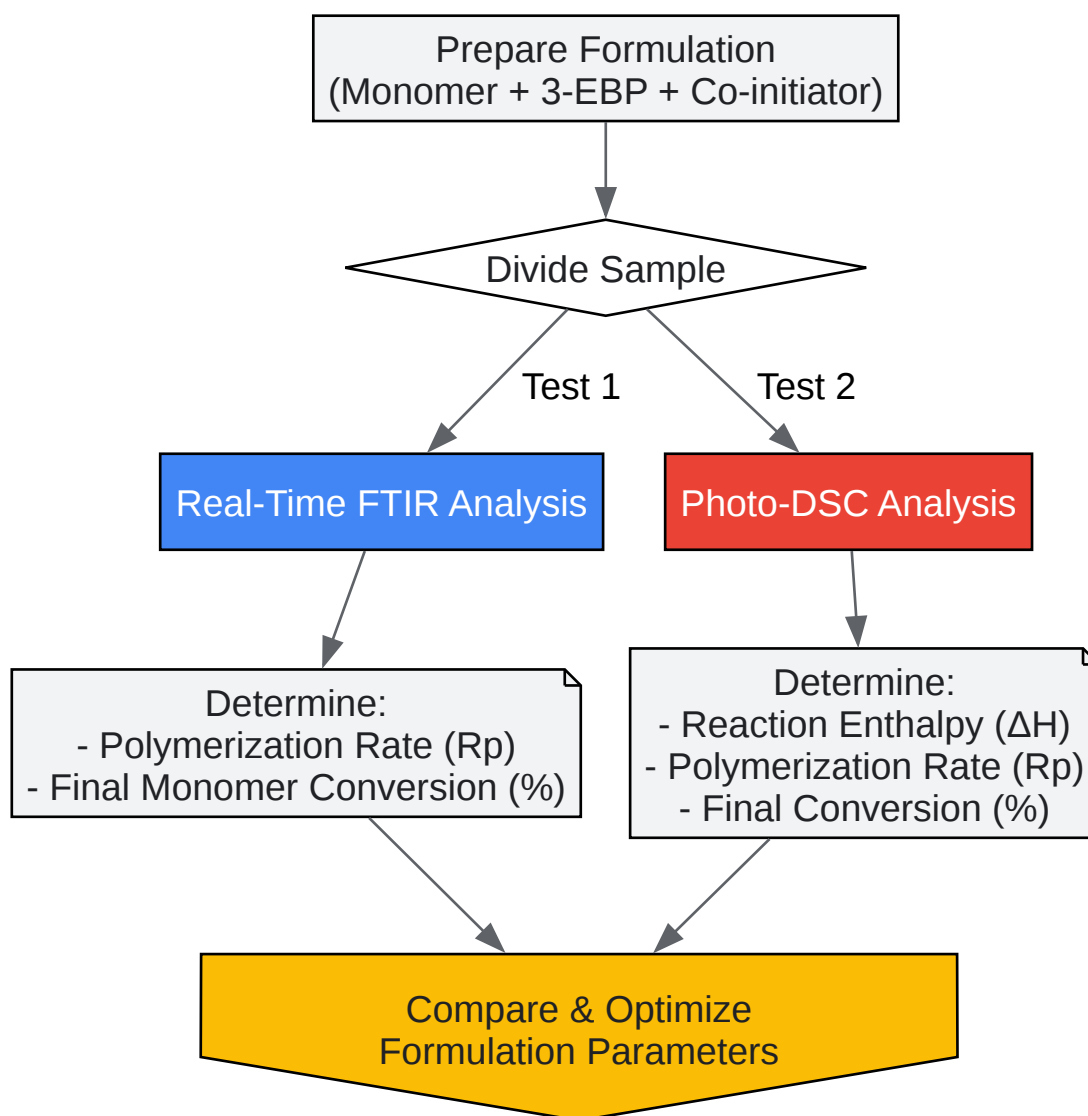 Prepare Formulation
(Monomer + 3-EBP + Co-initiator)
Divide Sample
Test 1
Test 2
Real-Time FTIR Analysis
Photo-DSC Analysis
Determine:
- Polymerization Rate (Rp)
- Final Monomer Conversion (%)
Determine:
- Reaction Enthalpy (ΔH)
- Polymerization Rate (Rp)
- Final Conversion (%)
Compare & Optimize
Formulation Parameters